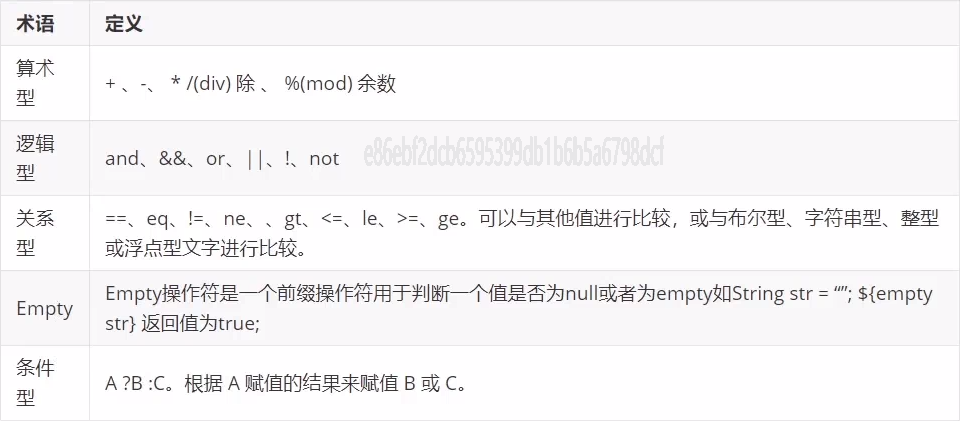 术语 定义
算术
型
+ 、-、 * /(div) 除 、 %(mod) 余数
逻辑
型
and、&&、or、||、!、not
e86ebf2dcb6595399db1b6b5a6798dcf
关系
型
==、eq、!=、ne、、gt、<=、le、>=、ge。可以与其他值进行比较，或与布尔型、字符串型、整型
或浮点型文字进行比较。
Empty
Empty操作符是一个前缀操作符用于判断一个值是否为null或者为empty如String str = “”; ${empty
str} 返回值为true;
条件
型
A ?B :C。根据 A 赋值的结果来赋值 B 或 C。